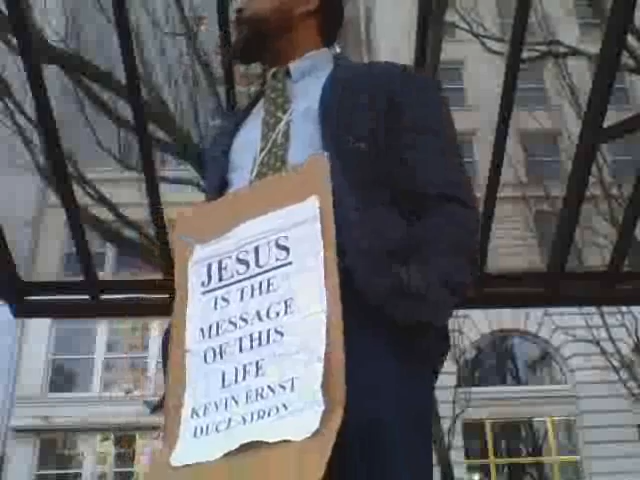 JESUS
IS THE
MESSAGE
OF THIS
LIFE
KEVIN ERNST